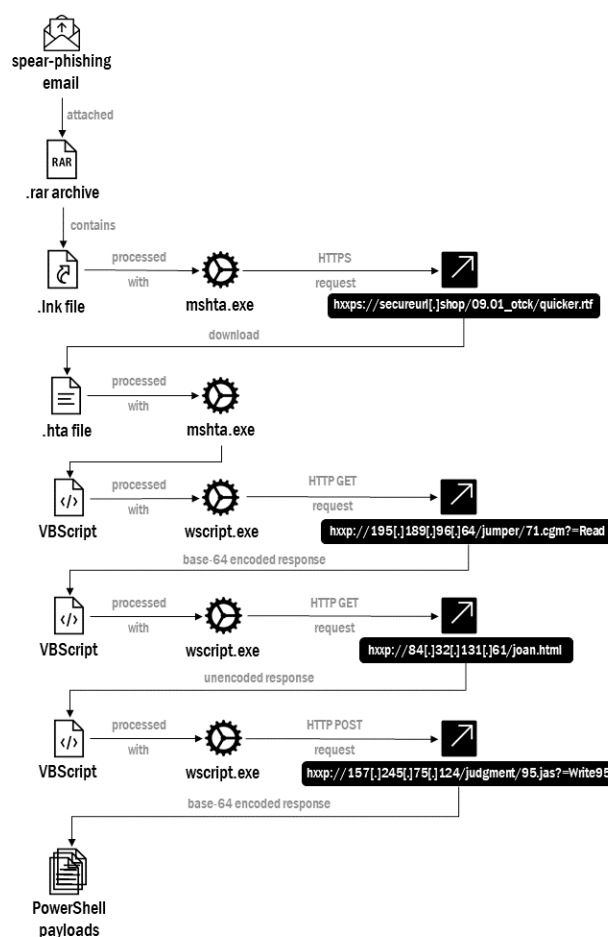 spear-phishing
email
attached
RAR
.rar archive
contains
processed
with
HTTPS
request
.lnk file
mshta.exe
hxxps://secureurl[.]shop/09.01_otck/quicker.rtf
download
processed
with
.hta file
mshta.exe
processed
with
HTTP GET
request
VBScript
wscript.exe
hxxp://195[.]189[.]96[.]64/jumper/71.cgm?=Read
base-64 encoded response
processed
with
HTTP GET
request
VBScript
wscript.exe
hxxp://84[.]32[.]131[.]61/joan.html
unencoded response
processed
with
HTTP POST
request
VBScript
wscript.exe
hxxp://157[.]245[.]75[.]124/judgment/95.jas?=Write95
base-64 encoded response
PowerShell
payloads